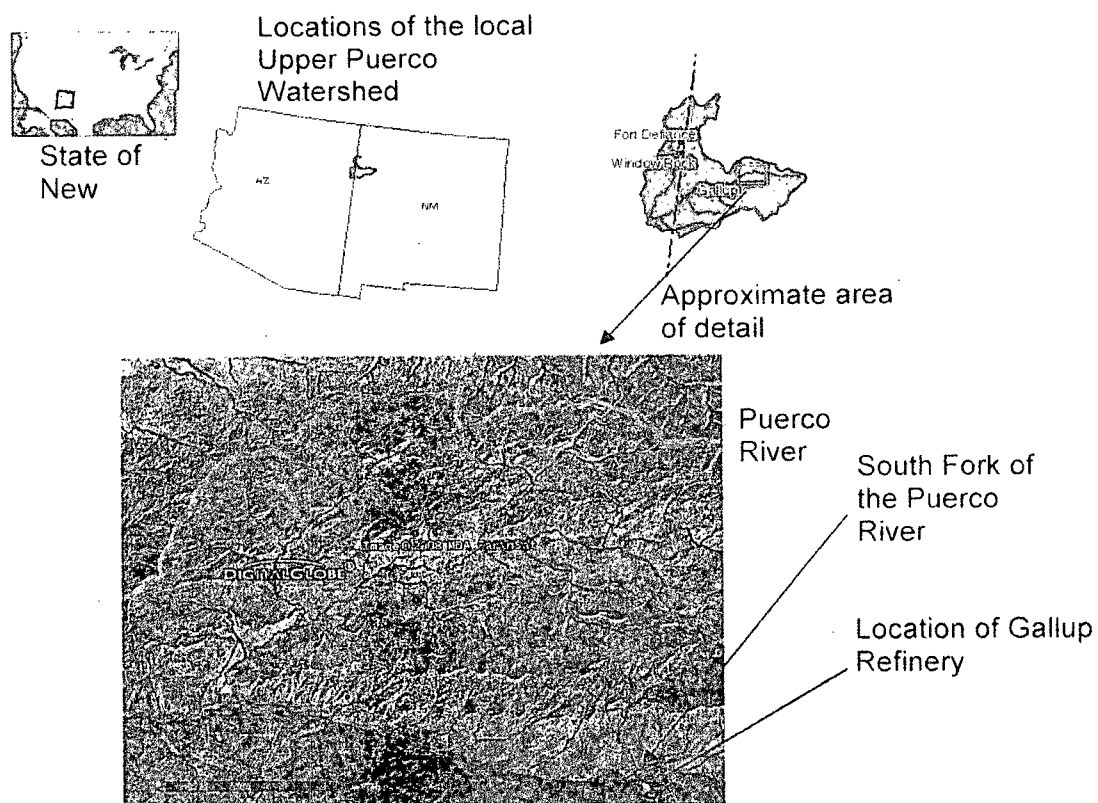 Locations of the local
Upper Puerco
Watershed
State of
New
AZ
NM
Fort Defiance
Window Rock
Gallup
Approximate area
of detail
Puerco
River
South Fork of
the Puerco
River
DIGITALGLOBE
Location of Gallup
Refinery